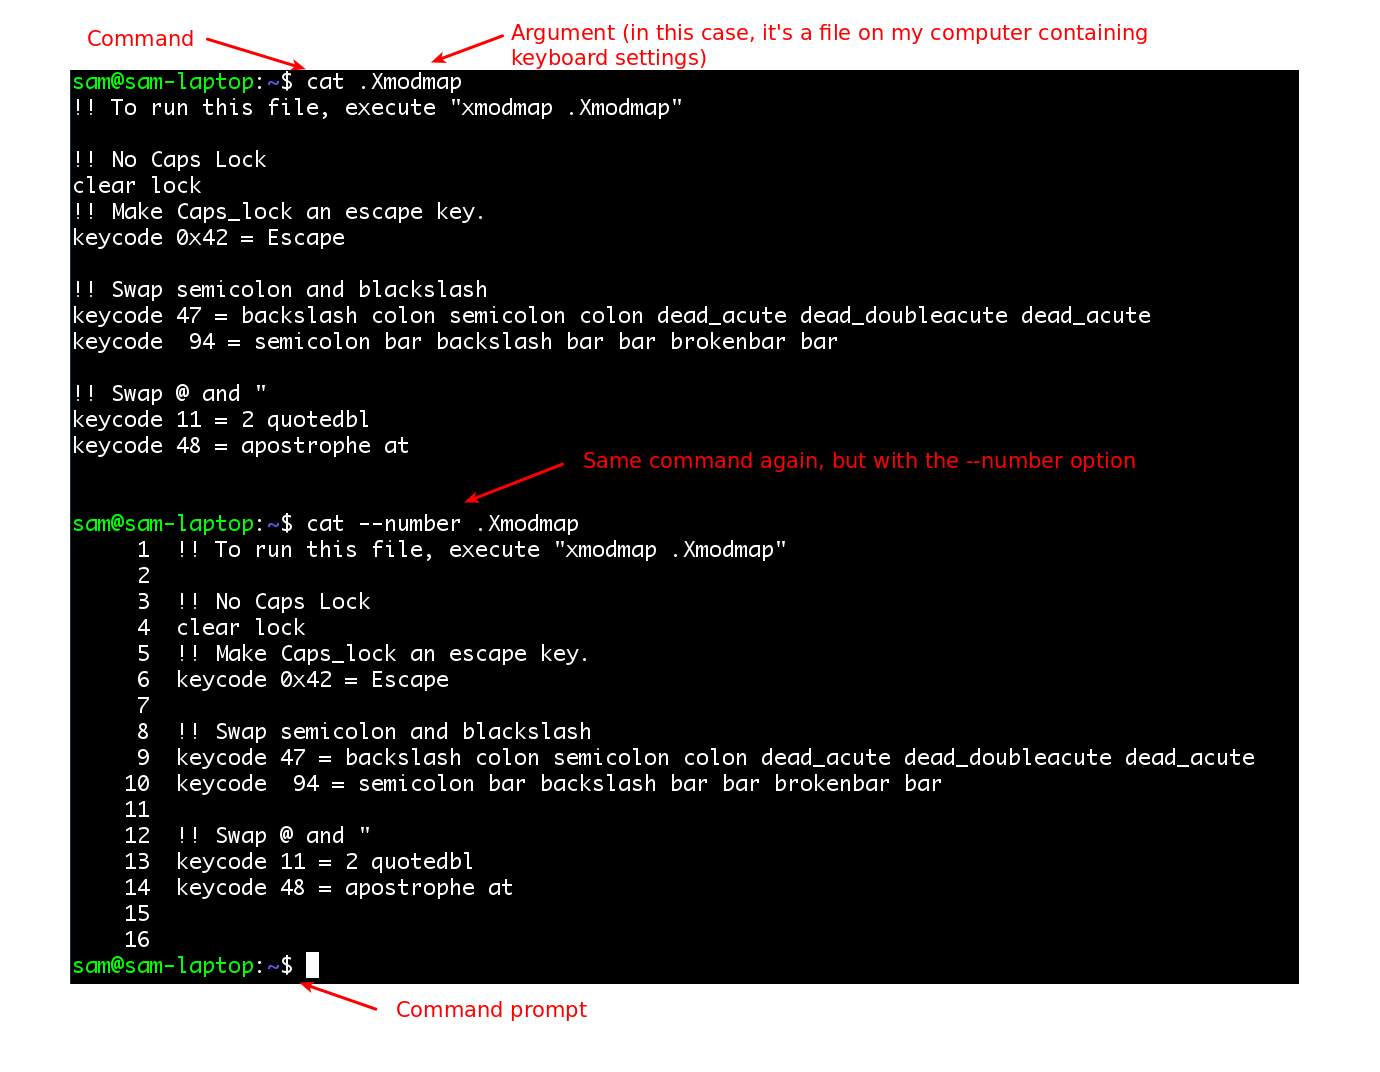 Command
Argument (in this case, it's a file on my computer containing
keyboard settings)
sam@sam-laptop:~$ cat .Xmodmap
!! To run this file, execute "xmodmap .Xmodmap"
!! No Caps Lock
clear lock
!! Make Caps_lock an escape key.
keycode 0x42 = Escape
!! Swap semicolon and blackslash
keycode 47 = backslash colon semicolon colon dead_acute dead_doubleacute dead_acute
keycode  94 = semicolon bar backslash bar bar brokenbar bar
!! Swap @ and "
keycode 11 = 2 quotedbl
keycode 48 = apostrophe at
Same command again, but with the --number option
sam@sam-laptop:~$ cat --number .Xmodmap
1  !! To run this file, execute "xmodmap .Xmodmap"
2
3  !! No Caps Lock
4  clear lock
5  !! Make Caps_lock an escape key.
6  keycode 0x42 = Escape
7
8  !! Swap semicolon and blackslash
9  keycode 47 = backslash colon semicolon colon dead_acute dead_doubleacute dead_acute
10  keycode  94 = semicolon bar backslash bar bar brokenbar bar
11
12  !! Swap @ and "
13  keycode 11 = 2 quotedbl
14  keycode 48 = apostrophe at
15
16
sam@sam-laptop:~$
Command prompt